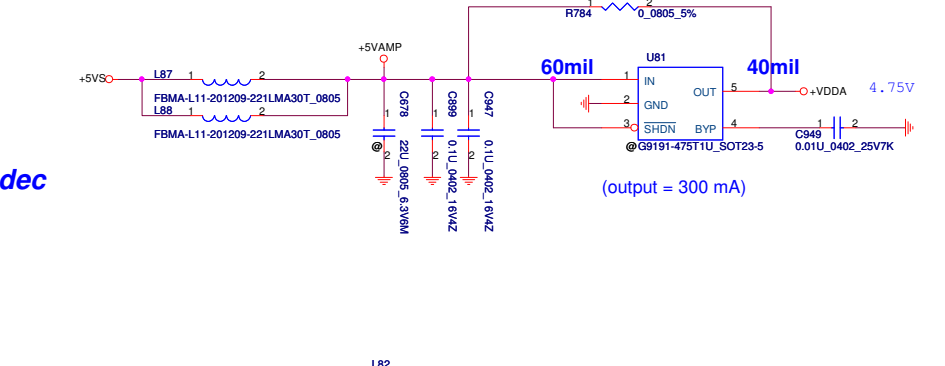 1
2
R784
0_0805_5%
+5VAMP
U81
60mil
40mil
+5VS
L87
1
2
1
IN
OUT
5
+VDDA
4.75V
FBMA-L11-201209-221LMA30T_0805
2
GND
L88
1
2
3
SHDN
BYP
4
1
2
C949
FBMA-L11-201209-221LMA30T_0805
@
G9191-475T1U_SOT23-5
0.01U_0402_25V7K
1
2
@
C678
22U_0805_6.3V6M
1
2
C899
0.1U_0402_16V4Z
1
2
C947
0.1U_0402_16V4Z
dec
(output = 300 mA)
L82